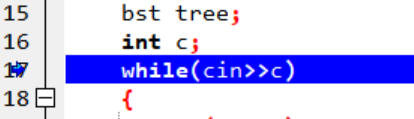 15 bst tree;
16 int c;
17 while(cin>>c)
18 {